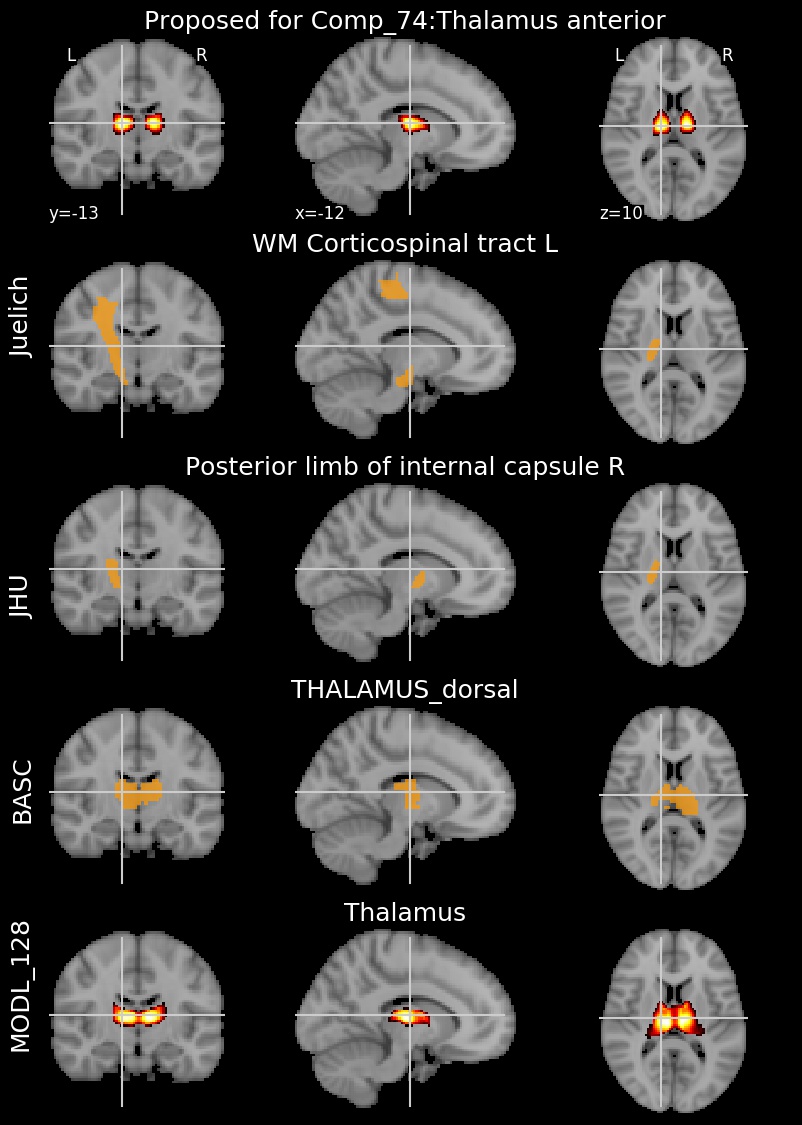 Proposed for Comp_74:Thalamus anterior
L R L R
y=-13 x=-12 z=10
WM Corticospinal tract L
Juelich
Posterior limb of internal capsule R
JHU
THALAMUS_dorsal
BASC
Thalamus
MODL_128